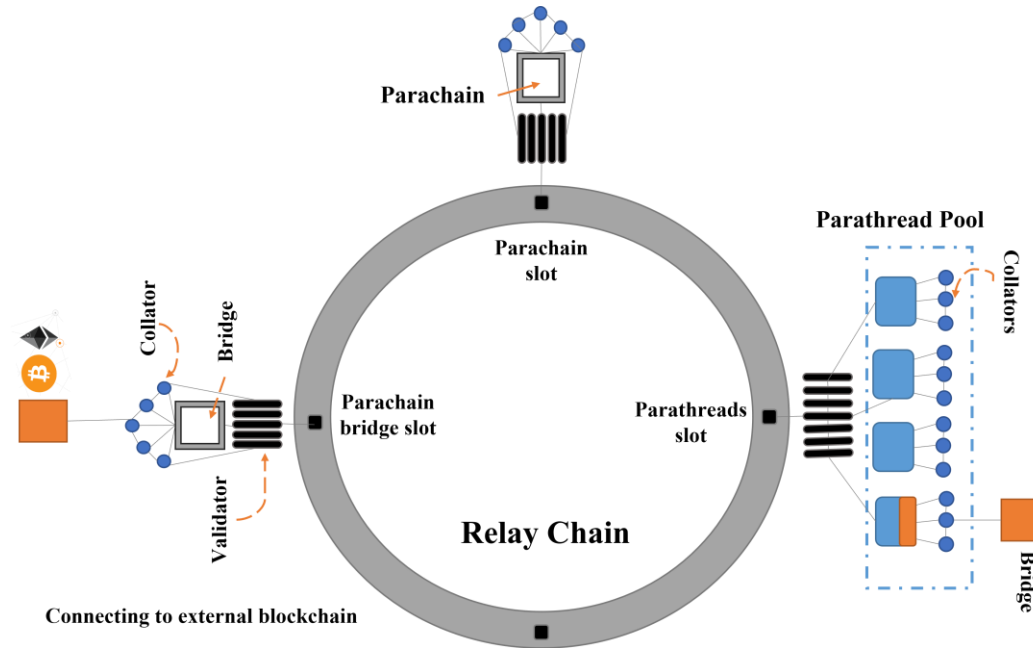 Parachain
Parachain
slot
Parathread Pool
Collators
Collator
Bridge
Parachain
bridge slot
Parathreads
slot
Validator
Relay Chain
Bridge
Connecting to external blockchain